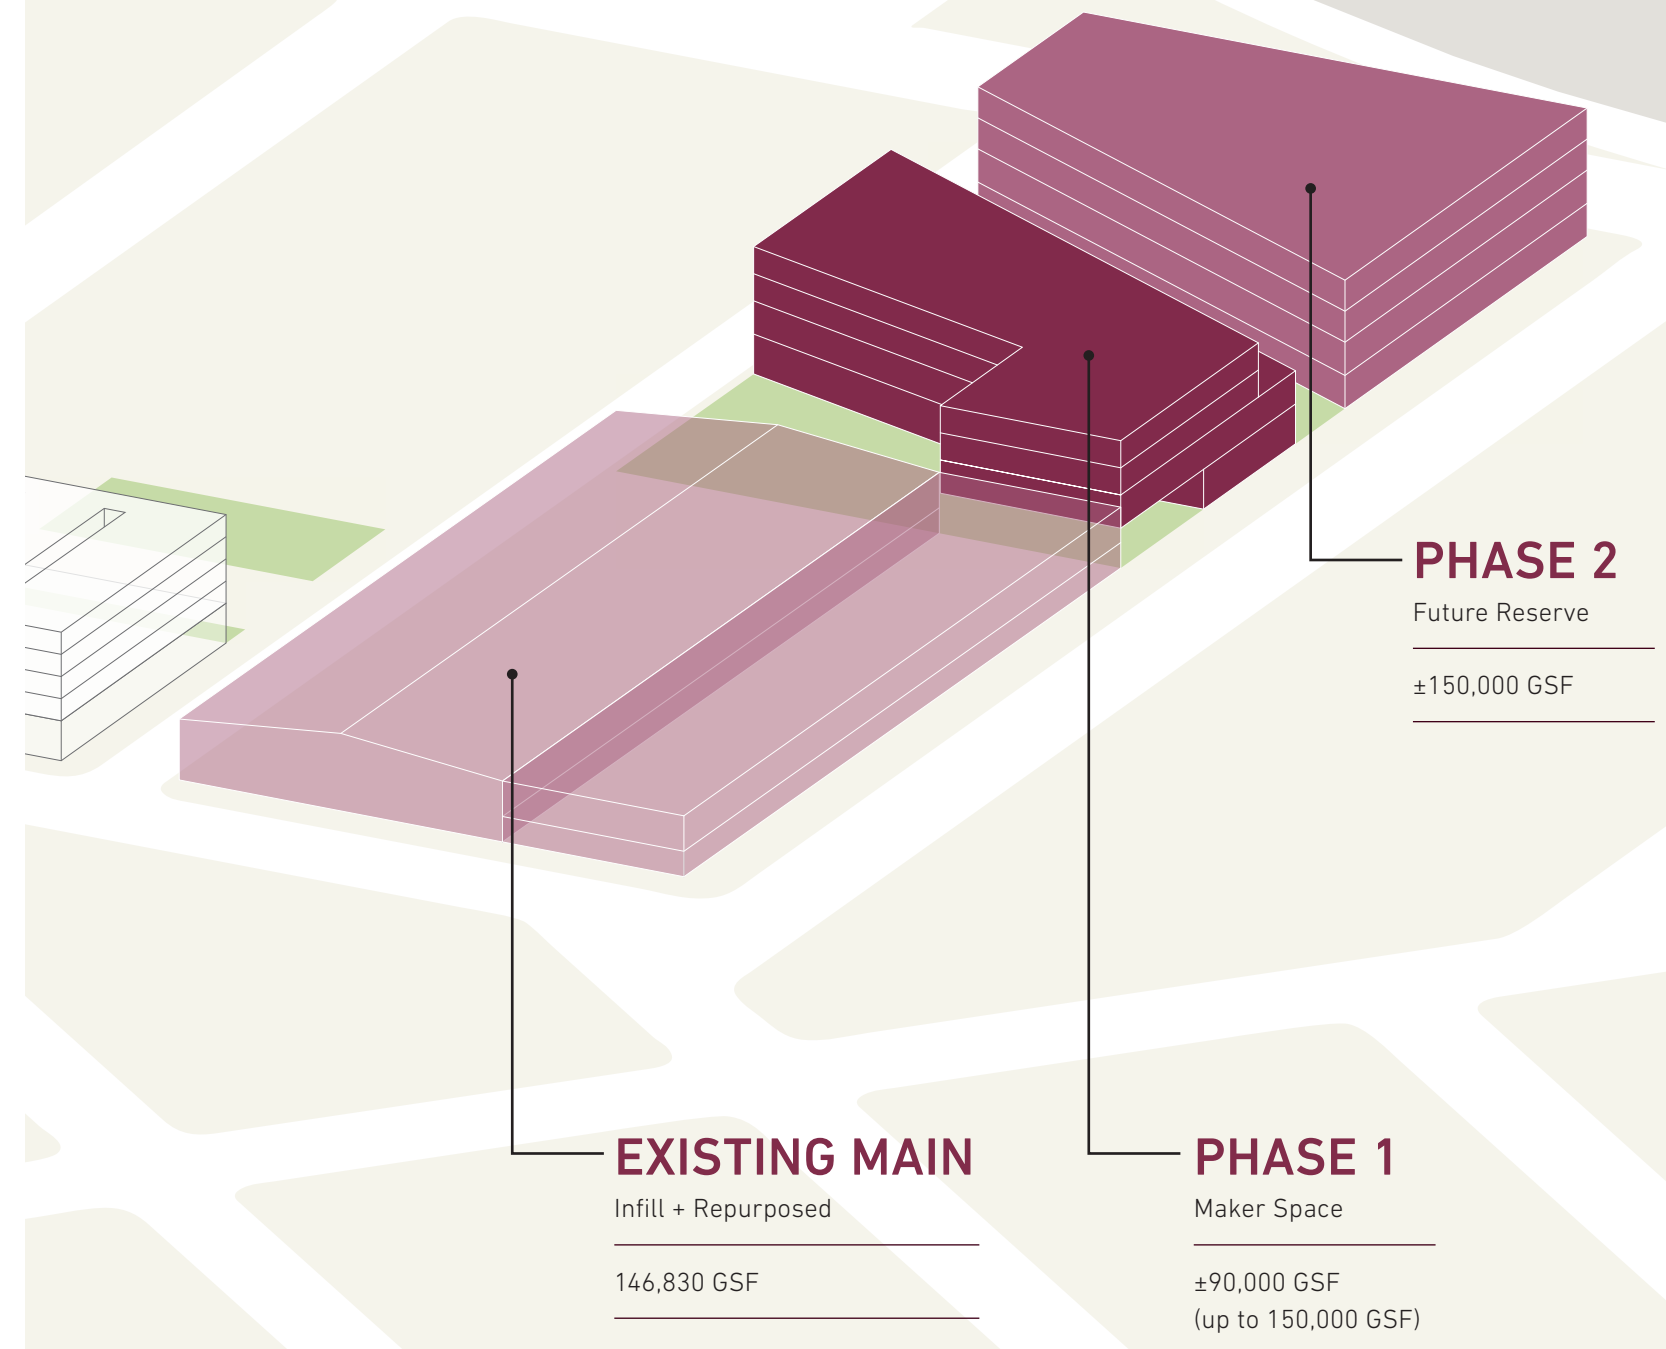 PHASE 2
Future Reserve
±150,000 GSF
EXISTING MAIN
Infill + Repurposed
146,830 GSF
PHASE 1
Maker Space
±90,000 GSF
(up to 150,000 GSF)